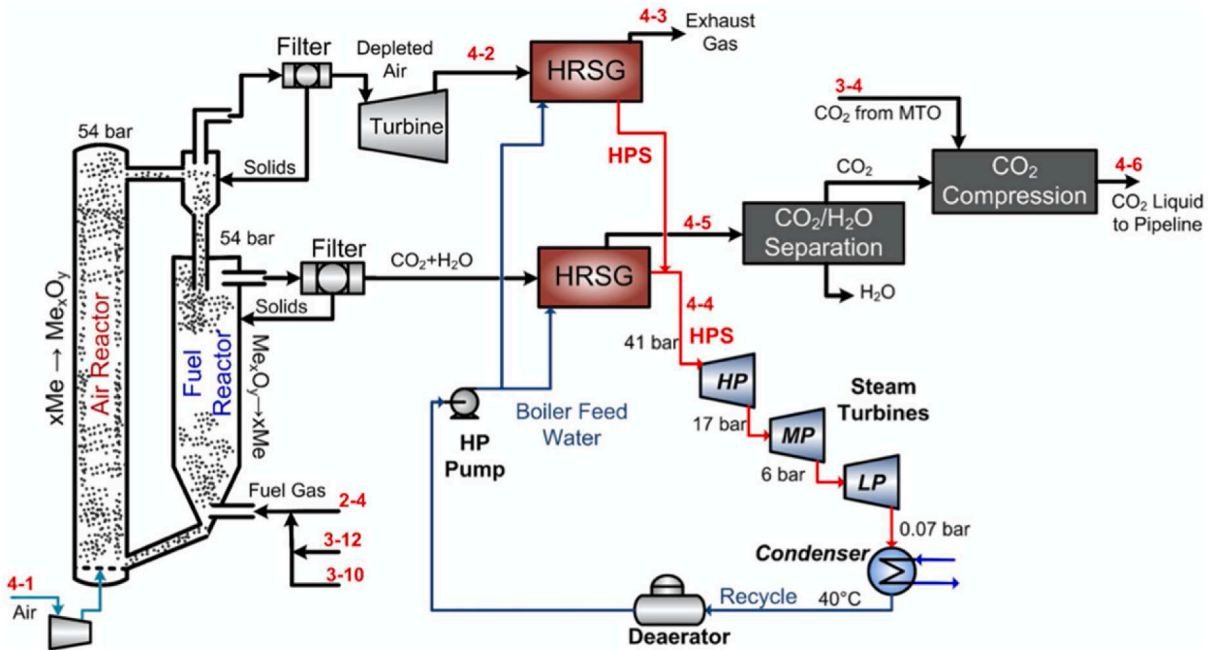 4-3
Exhaust
Gas
Depleted
Air
4-2
Filter
HRSG
54 bar
Turbine
3-4
CO₂ from MTO
Solids
HPS
CO₂
CO₂
Compression
4-6
CO₂ Liquid
to Pipeline
54 bar
Filter
4-5
CO₂/H₂O
Separation
CO₂+H₂O
HRSG
H₂O
Solids
4-4
HPS
41 bar
xMe → MeₓOᵧ
Air Reactor
Fuel
Reactor
MeₓOᵧ→xMe
HP
Steam
Turbines
Boiler Feed
Water
17 bar
MP
HP
Pump
6 bar
LP
Fuel Gas
2-4
0.07 bar
3-12
Condenser
3-10
4-1
Air
Recycle
40°C
Deaerator